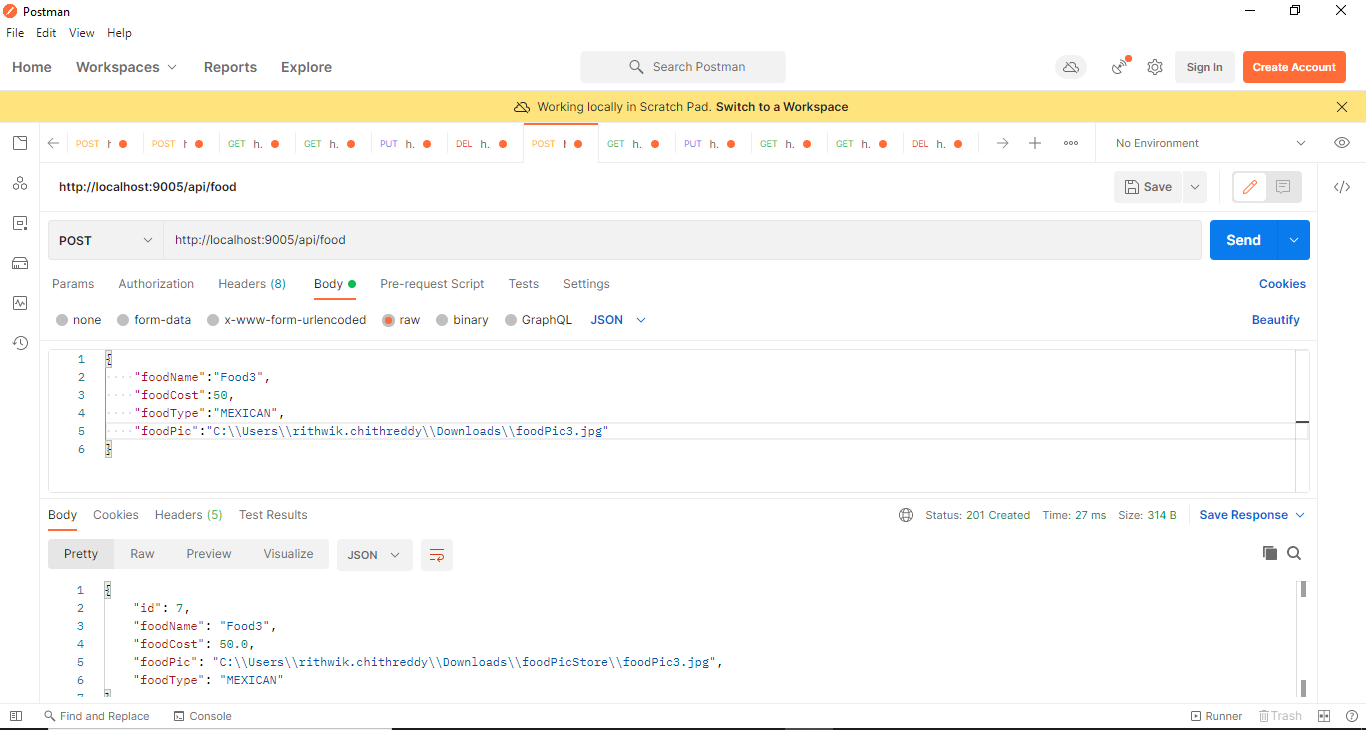 Postman
File Edit View Help
Home Workspaces Reports Explore Search Postman Sign In Create Account
Working locally in Scratch Pad. Switch to a Workspace
POST h POST h GET h. GET h. PUT h. DEL h. POST h GET h. PUT h. GET h. GET h. DEL h. No Environment
http://localhost:9005/api/food Save
POST http://localhost:9005/api/food Send
Params Authorization Headers (8) Body Pre-request Script Tests Settings Cookies
none form-data x-www-form-urlencoded raw binary GraphQL JSON Beautify
1 {
2 "foodName":"Food3",
3 "foodCost":50,
4 "foodType":"MEXICAN",
5 "foodPic":"C:\\Users\\rithwik.chithreddy\\Downloads\\foodPic3.jpg"
6 }
Body Cookies Headers (5) Test Results Status: 201 Created Time: 27 ms Size: 314 B Save Response
Pretty Raw Preview Visualize JSON
1 {
2 "id": 7,
3 "foodName": "Food3",
4 "foodCost": 50.0,
5 "foodPic": "C:\\Users\\rithwik.chithreddy\\Downloads\\foodPicStore\\foodPic3.jpg",
6 "foodType": "MEXICAN"
7 }
Find and Replace Console Runner Trash